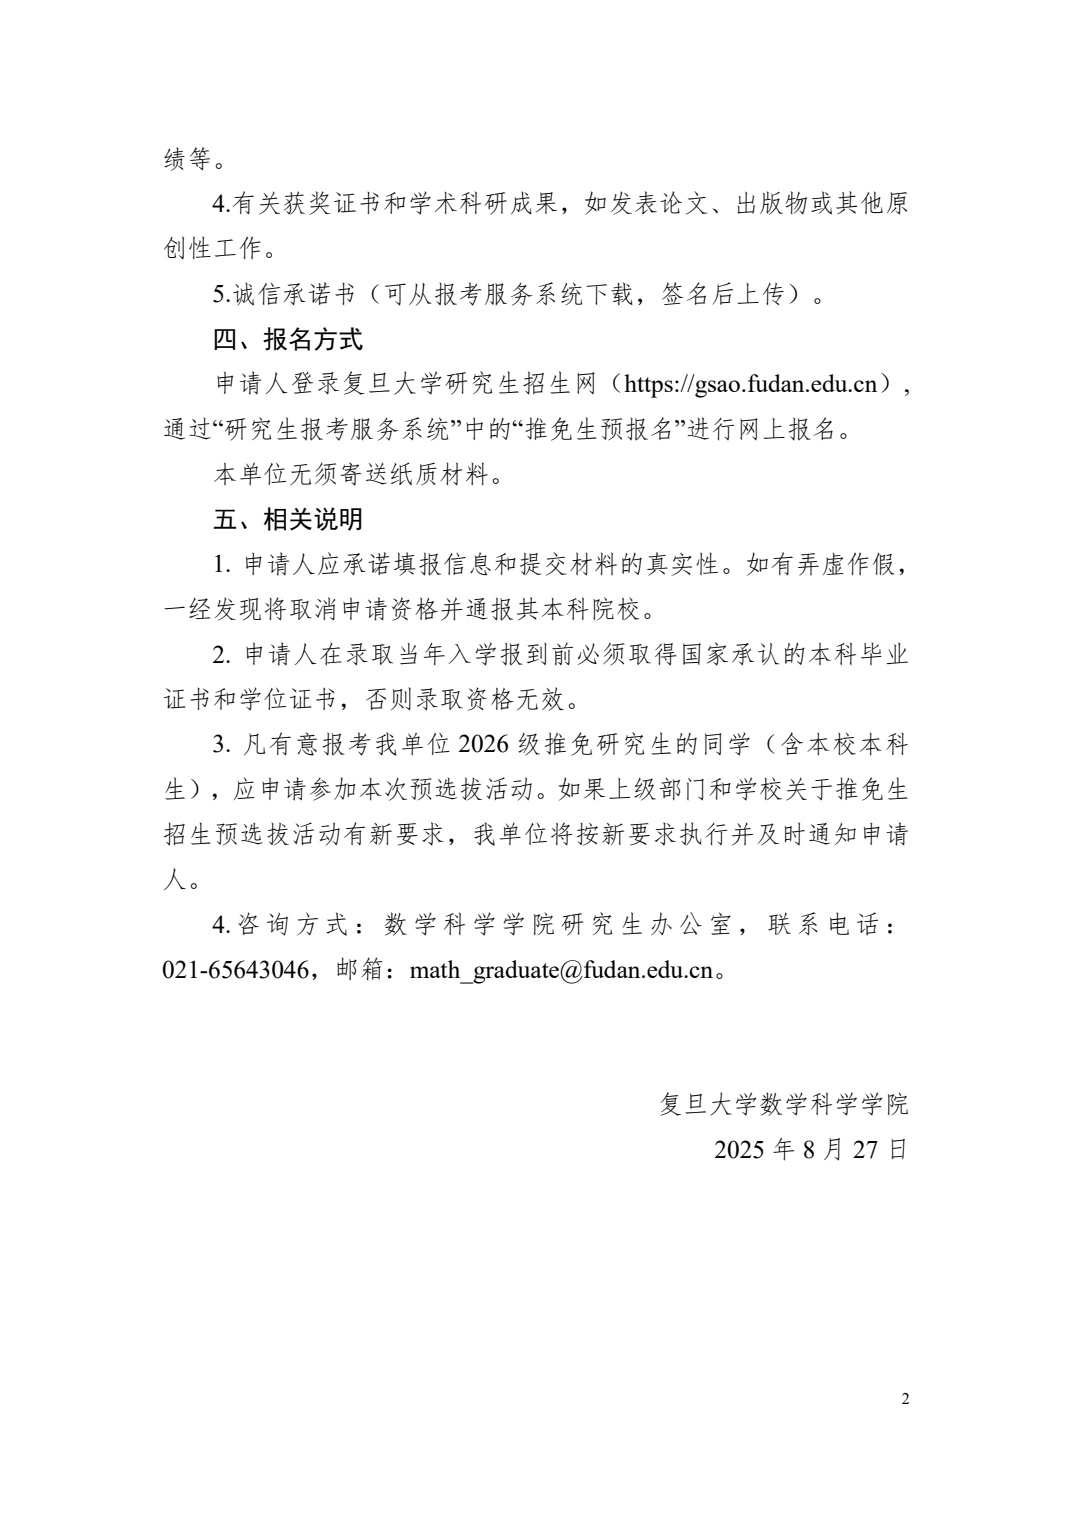 绩等。
4.有关获奖证书和学术科研成果，如发表论文、出版物或其他原
创性工作。
5.诚信承诺书（可从报考服务系统下载，签名后上传）。
四、报名方式
申请人登录复旦大学研究生招生网（https://gsao.fudan.edu.cn），
通过“研究生报考服务系统”中的“推免生预报名”进行网上报名。
本单位无须寄送纸质材料。
五、相关说明
1. 申请人应承诺填报信息和提交材料的真实性。如有弄虚作假，
一经发现将取消申请资格并通报其本科院校。
2. 申请人在录取当年入学报到前必须取得国家承认的本科毕业
证书和学位证书，否则录取资格无效。
3. 凡有意报考我单位 2026 级推免研究生的同学（含本校本科
生），应申请参加本次预选拔活动。如果上级部门和学校关于推免生
招生预选拔活动有新要求，我单位将按新要求执行并及时通知申请
人。
4.咨询方式：数学科学学院研究生办公室，联系电话：
021-65643046，邮箱：math_graduate@fudan.edu.cn。
复旦大学数学科学学院
2025 年 8 月 27 日
2